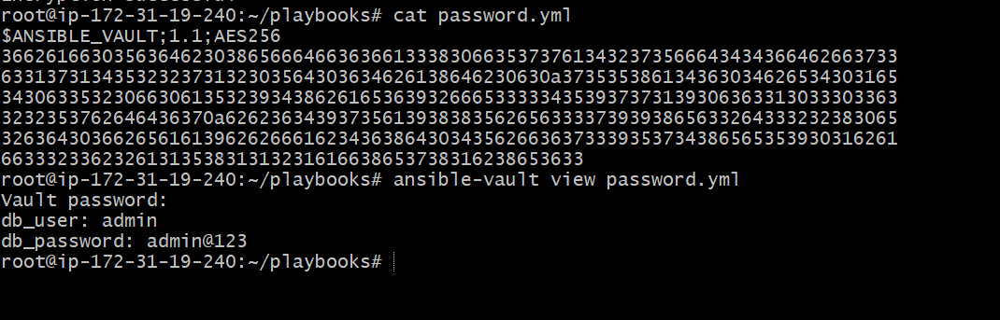 root@ip-172-31-19-240:~/playbooks# cat password.yml
$ANSIBLE_VAULT;1.1;AES256
36626166303563646230386566646636366133383066353737613432373566643434366462663733
6331373134353232373132303564303634626138646230630a373535386134363034626534303165
34306335323066306135323934386261653639326665333334353937373139306363313033303363
3232353762646436370a626236343937356139383835626563333739393865633264333232383065
32636430366265616139626266616234363864303435626636373339353734386565353930316261
6633323362326131353831313231616638653738316238653633
root@ip-172-31-19-240:~/playbooks# ansible-vault view password.yml
Vault password:
db_user: admin
db_password: admin@123
root@ip-172-31-19-240:~/playbooks#